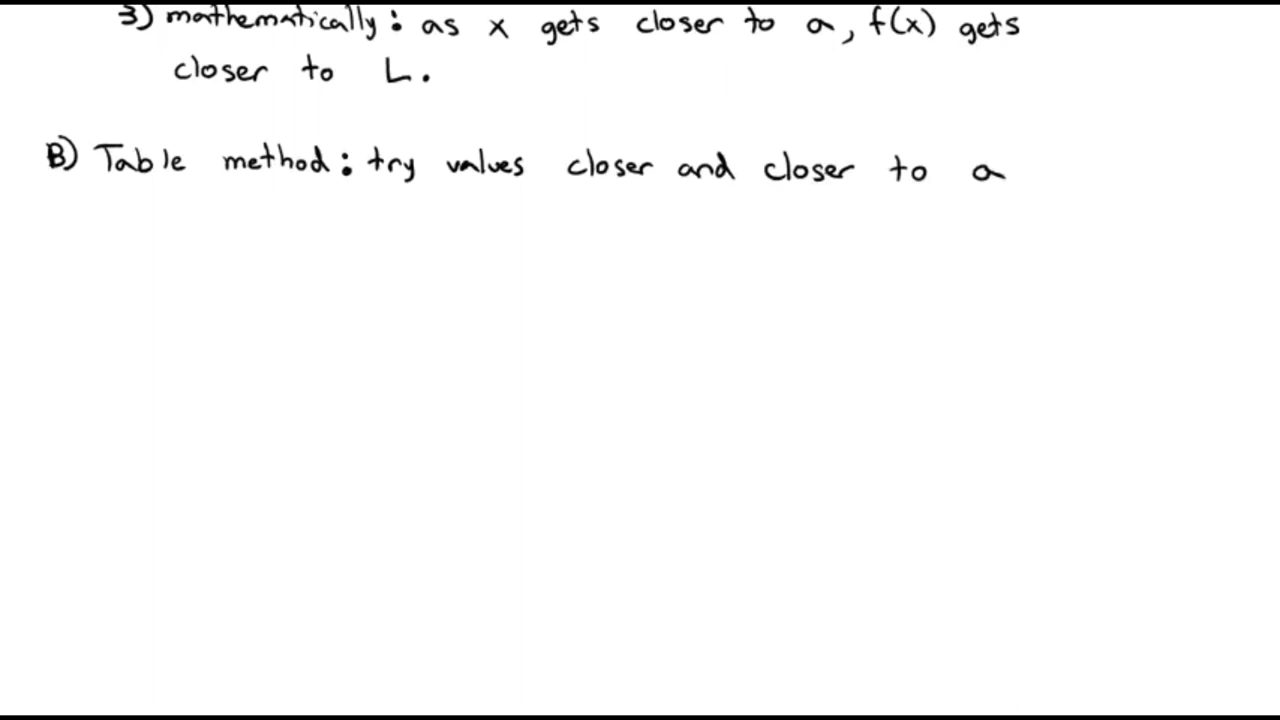 3) mathematically: as x gets closer to a, f(x) gets
closer to L.
B) Table method: try values closer and closer to a